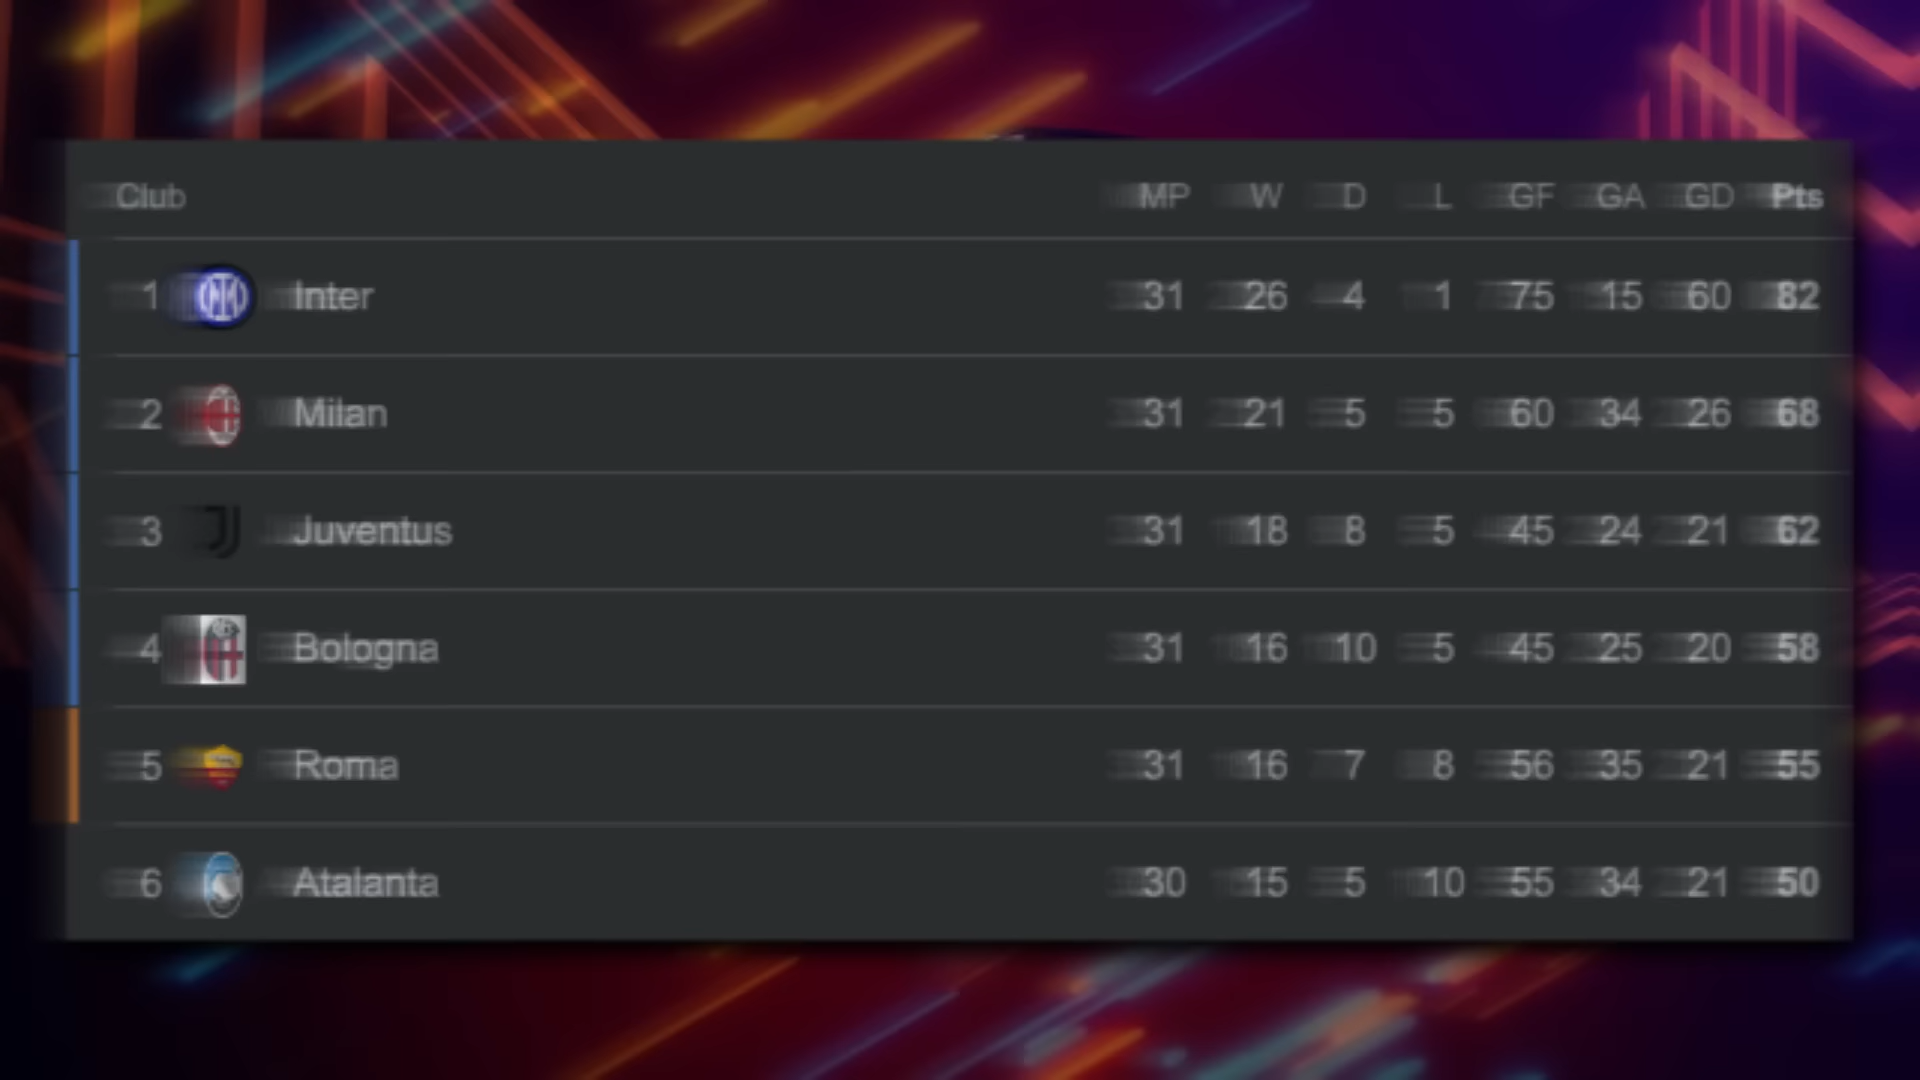 Club MP W D L GF GA GD Pts
1 Inter 31 26 4 1 75 15 60 82
2 Milan 31 21 5 5 60 34 26 68
3 Juventus 31 18 8 5 45 24 21 62
4 Bologna 31 16 10 5 45 25 20 58
5 Roma 31 16 7 8 56 35 21 55
6 Atalanta 30 15 5 10 55 34 21 50